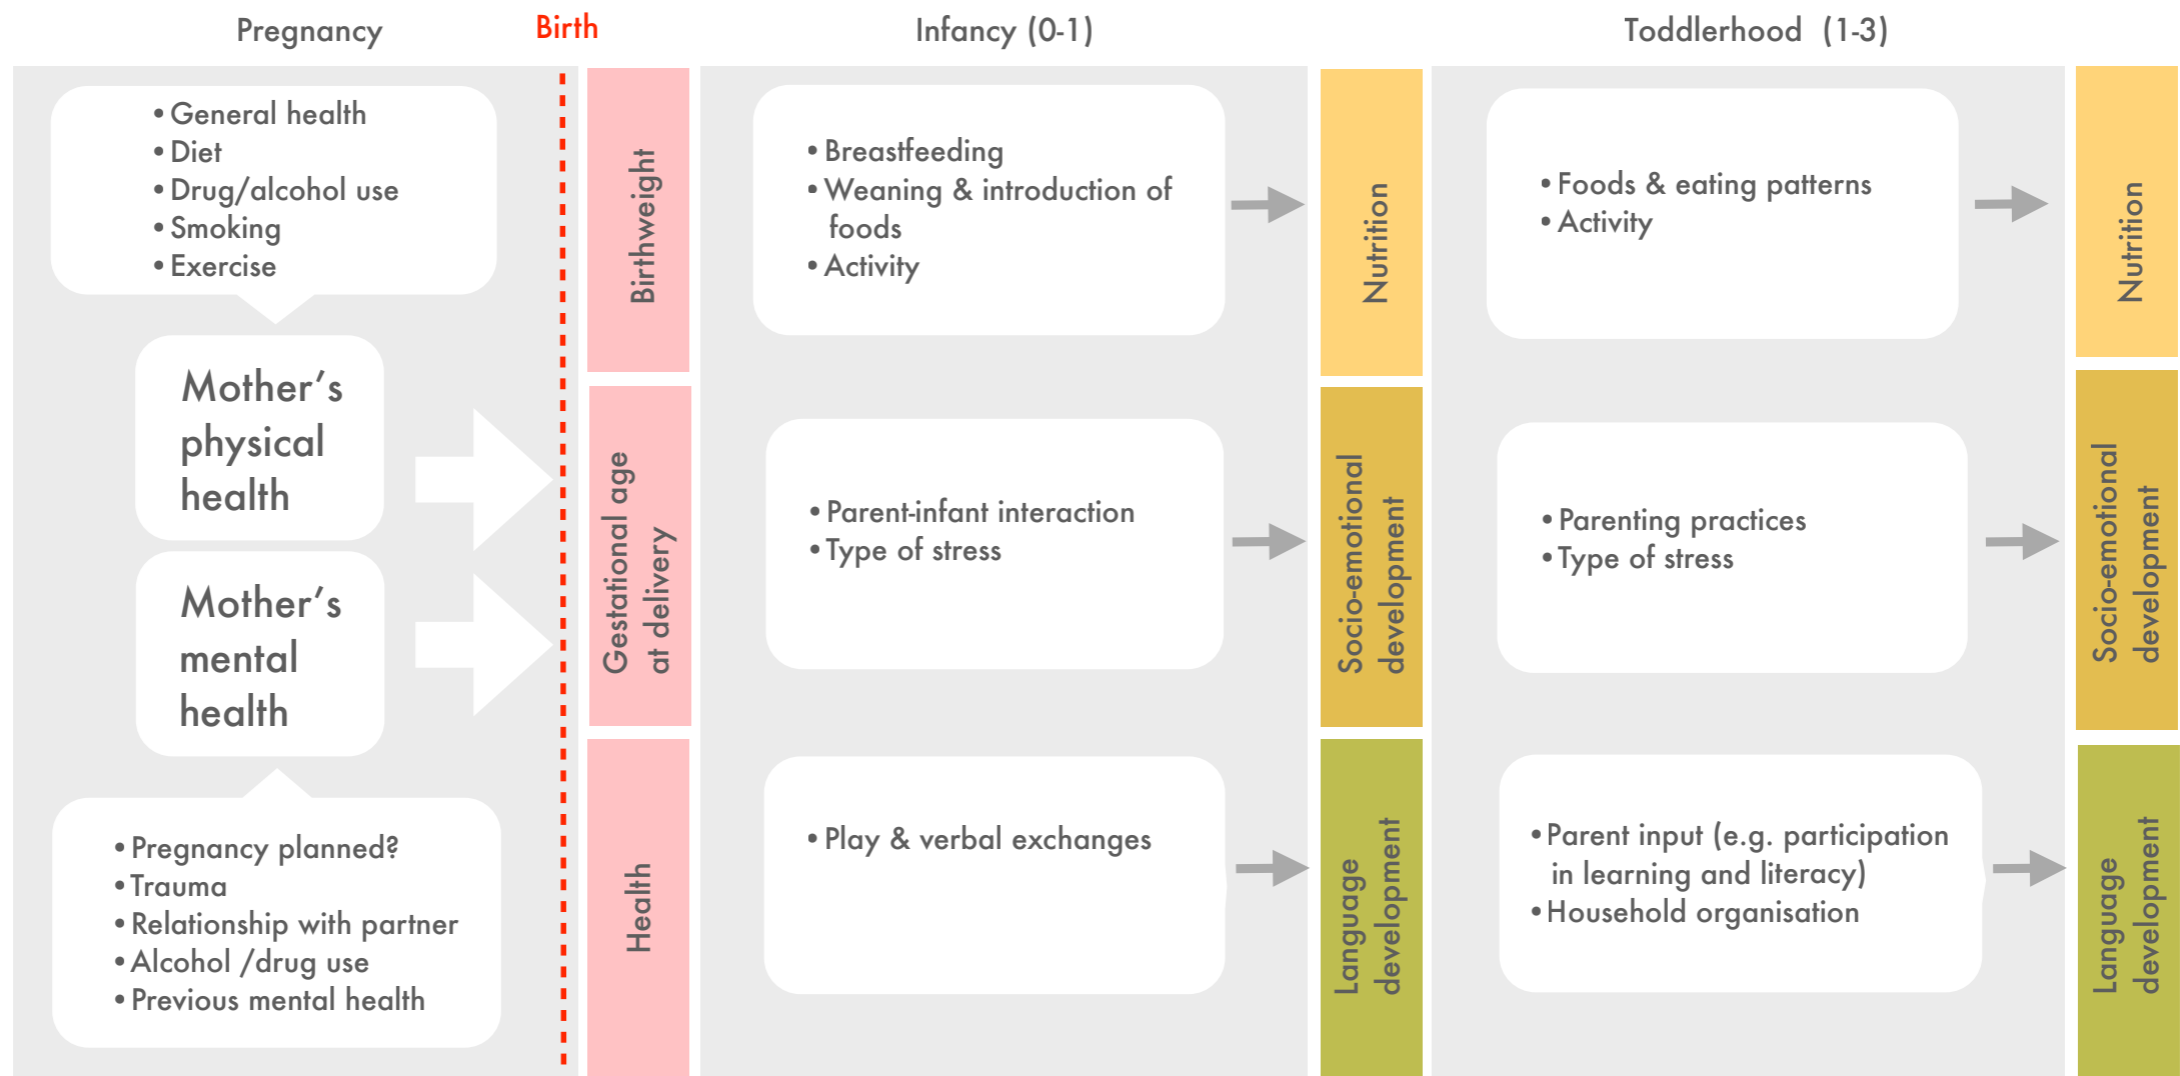 Pregnancy
Birth
Infancy (0-1)
Toddlerhood (1-3)
• General health
• Diet
• Drug/alcohol use
• Smoking
• Exercise
Mother's
physical
health
Mother's
mental
health
• Pregnancy planned?
• Trauma
• Relationship with partner
• Alcohol /drug use
• Previous mental health
Birthweight
Gestational age
at delivery
Health
• Breastfeeding
• Weaning & introduction of
foods
• Activity
• Parent-infant interaction
• Type of stress
• Play & verbal exchanges
Nutrition
Socio-emotional
development
Language
development
• Foods & eating patterns
• Activity
• Parenting practices
• Type of stress
• Parent input (e.g. participation
in learning and literacy)
• Household organisation
Nutrition
Socio-emotional
development
Language
development